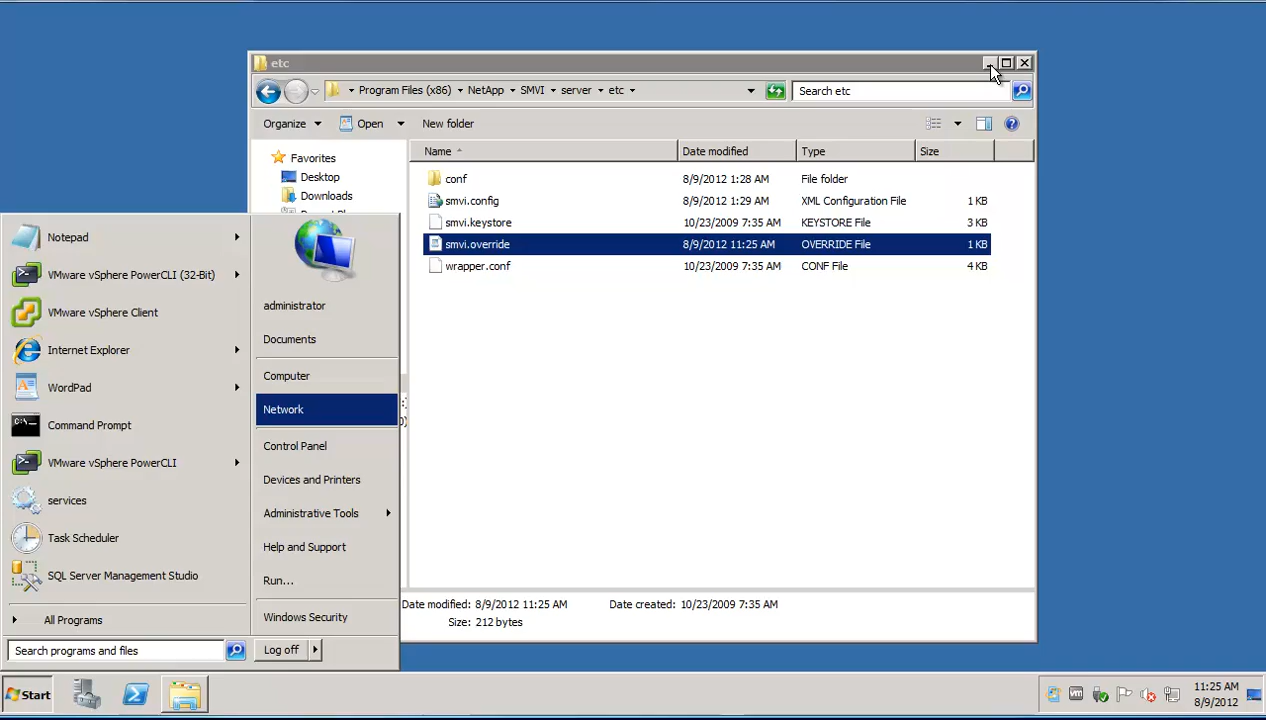 etc
Program Files (x86) NetApp SMVI server etc
Search etc
Organize Open New folder
Name Date modified Type Size
Favorites
Desktop
Downloads
conf 8/9/2012 1:28 AM File folder
smvi.config 8/9/2012 1:29 AM XML Configuration File 1 KB
smvi.keystore 10/23/2009 7:35 AM KEYSTORE File 3 KB
smvi.override 8/9/2012 11:25 AM OVERRIDE File 1 KB
wrapper.conf 10/23/2009 7:35 AM CONF File 4 KB
Date modified: 8/9/2012 11:25 AM Date created: 10/23/2009 7:35 AM
Size: 212 bytes
Notepad
VMware vSphere PowerCLI (32-Bit)
VMware vSphere Client
Internet Explorer
WordPad
Command Prompt
VMware vSphere PowerCLI
services
Task Scheduler
SQL Server Management Studio
All Programs
Search programs and files
administrator
Documents
Computer
Network
Control Panel
Devices and Printers
Administrative Tools
Help and Support
Run...
Windows Security
Log off
Start
11:25 AM
8/9/2012